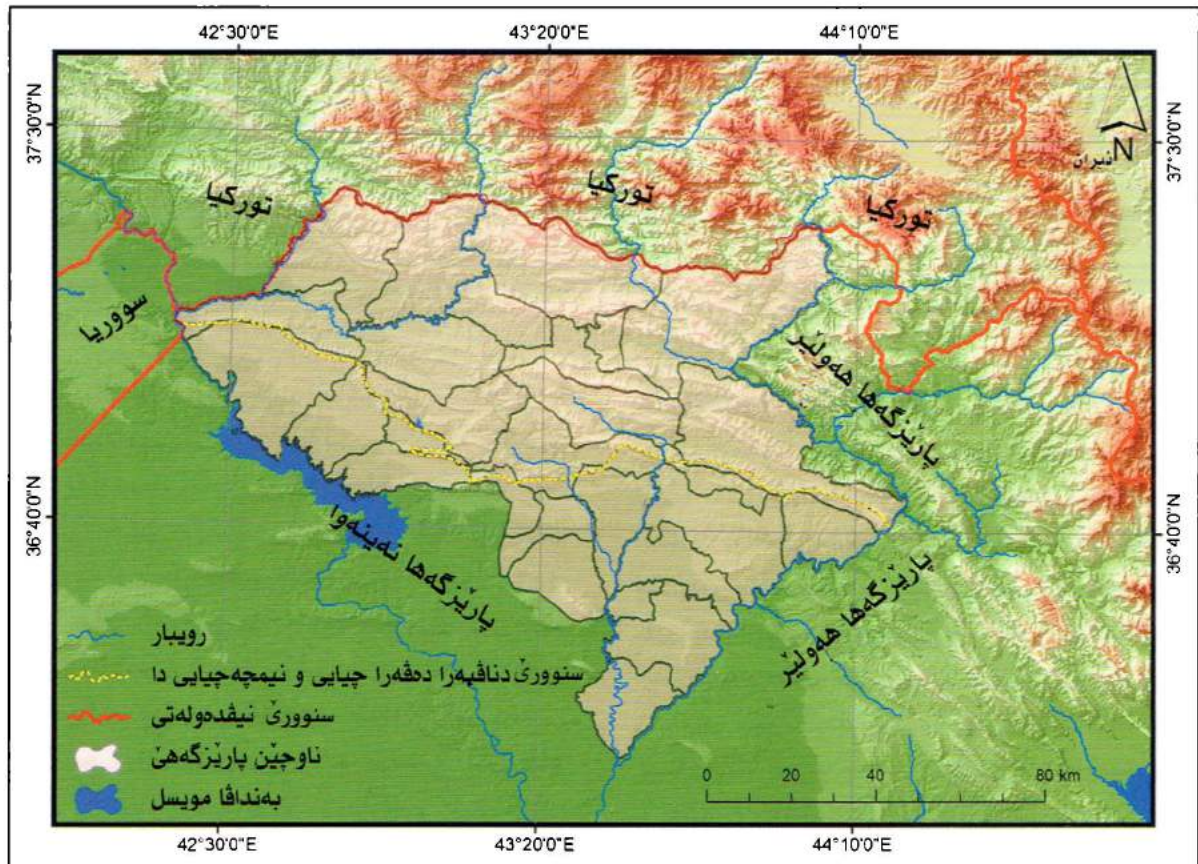 42°30'0"E 43°20'0"E 44°10'0"E
37°30'0"N
37°30'0"N
N
ئیران
تورکیا
تورکیا
تورکیا
سووریا
پارێزگەها هەولێر
36°40'0"N
36°40'0"N
پارێزگەها نەینەوا
پارێزگەها هەولێر
رویبار
سنوورێ دناڤبەرا دەڤەرا چیایی و نیمچەچیایی دا
سنوورێ نیڤدەولەتی
ناوچێن پارێزگەهێ
بەنداڤا مویسل
0 20 40 80 km
42°30'0"E 43°20'0"E 44°10'0"E